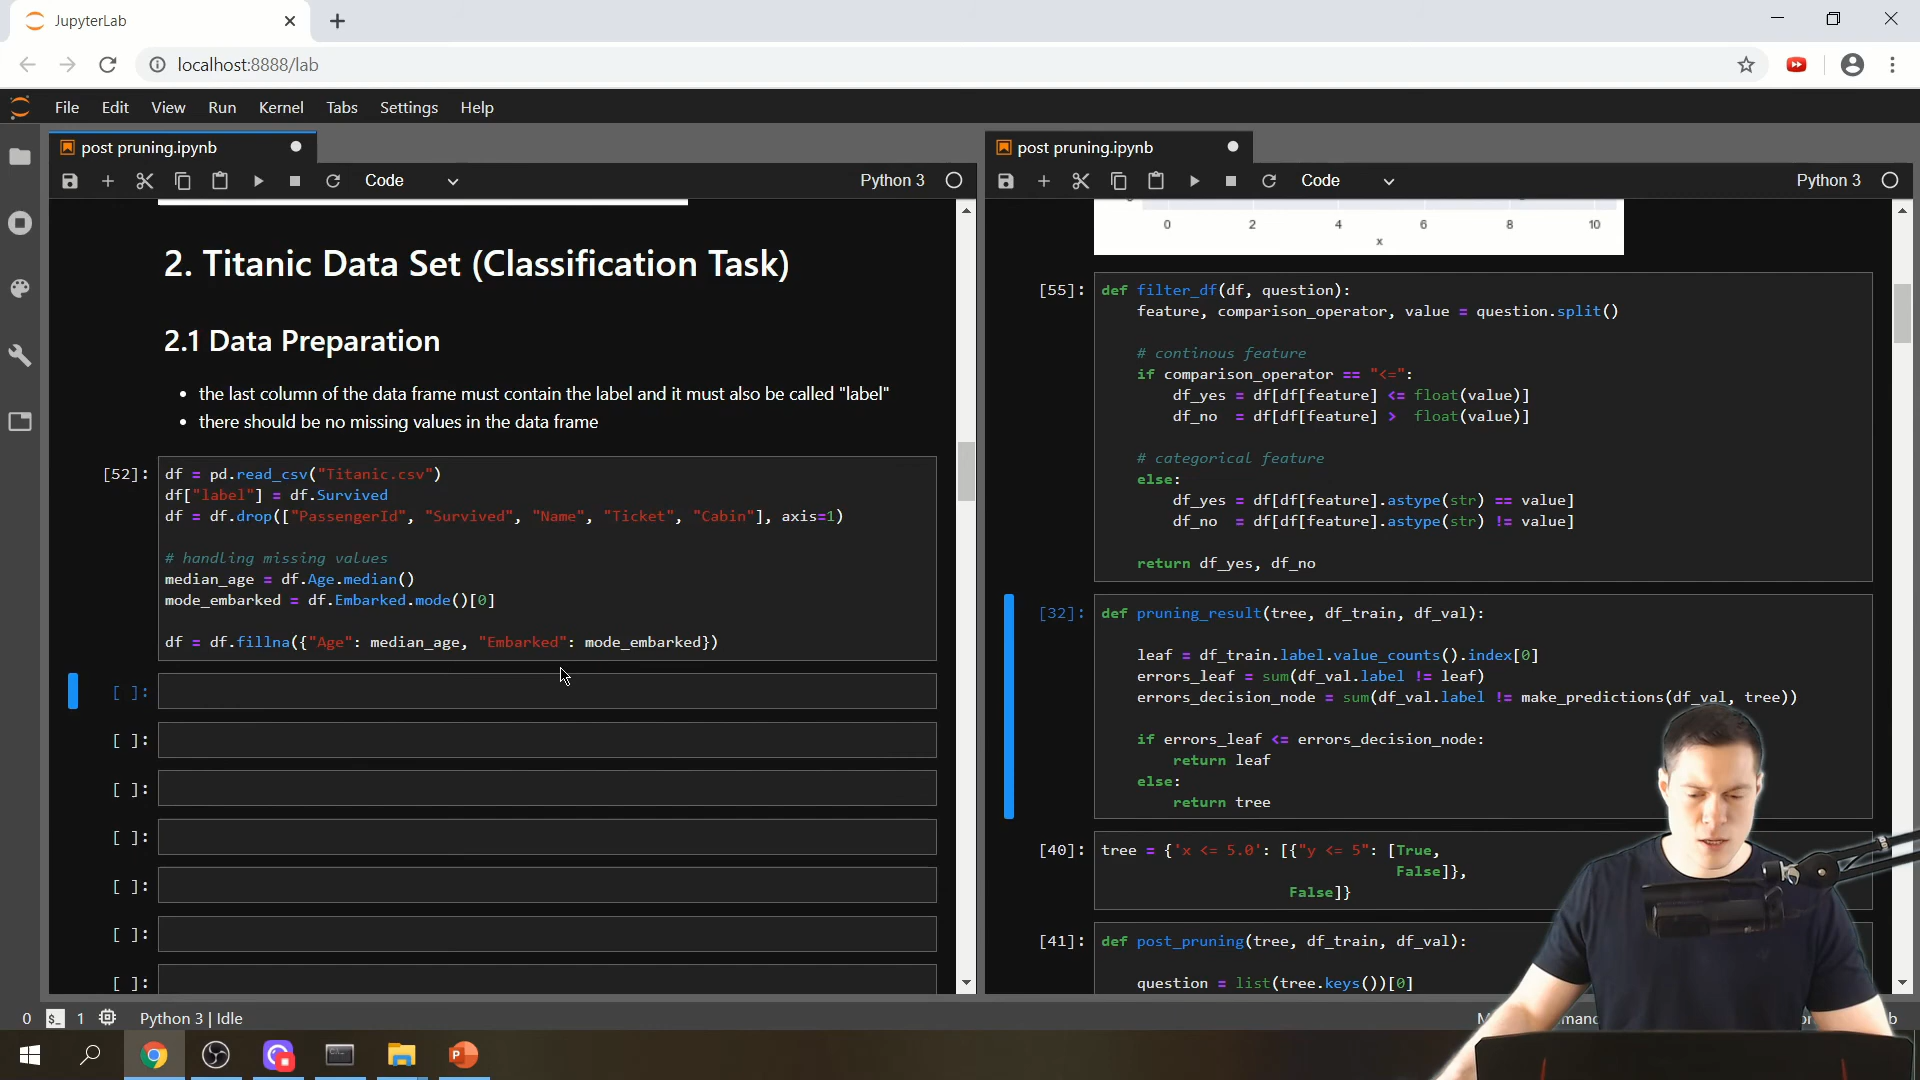 JupyterLab
localhost:8888/lab
File Edit View Run Kernel Tabs Settings Help
post pruning.ipynb
Code
Python 3
2. Titanic Data Set (Classification Task)
2.1 Data Preparation
• the last column of the data frame must contain the label and it must also be called "label"
• there should be no missing values in the data frame
[52]:
df = pd.read_csv("Titanic.csv")
df["label"] = df.Survived
df = df.drop(["PassengerId", "Survived", "Name", "Ticket", "Cabin"], axis=1)
# handling missing values
median_age = df.Age.median()
mode_embarked = df.Embarked.mode()[0]
df = df.fillna({"Age": median_age, "Embarked": mode_embarked})
[ ]:
[ ]:
[ ]:
[ ]:
[ ]:
[ ]:
[ ]:
post pruning.ipynb
Code
Python 3
0 2 4 6 8 10
x
[55]:
def filter_df(df, question):
feature, comparison_operator, value = question.split()
# continous feature
if comparison_operator == "<=":
df_yes = df[df[feature] <= float(value)]
df_no = df[df[feature] > float(value)]
# categorical feature
else:
df_yes = df[df[feature].astype(str) == value]
df_no = df[df[feature].astype(str) != value]
return df_yes, df_no
[32]:
def pruning_result(tree, df_train, df_val):
leaf = df_train.label.value_counts().index[0]
errors_leaf = sum(df_val.label != leaf)
errors_decision_node = sum(df_val.label != make_predictions(df_val, tree))
if errors_leaf <= errors_decision_node:
return leaf
else:
return tree
[40]:
tree = {'x <= 5.0': [{"y <= 5": [True,
False]},
False]}
[41]:
def post_pruning(tree, df_train, df_val):
question = list(tree.keys())[0]
0 $_ 1 Python 3 | Idle